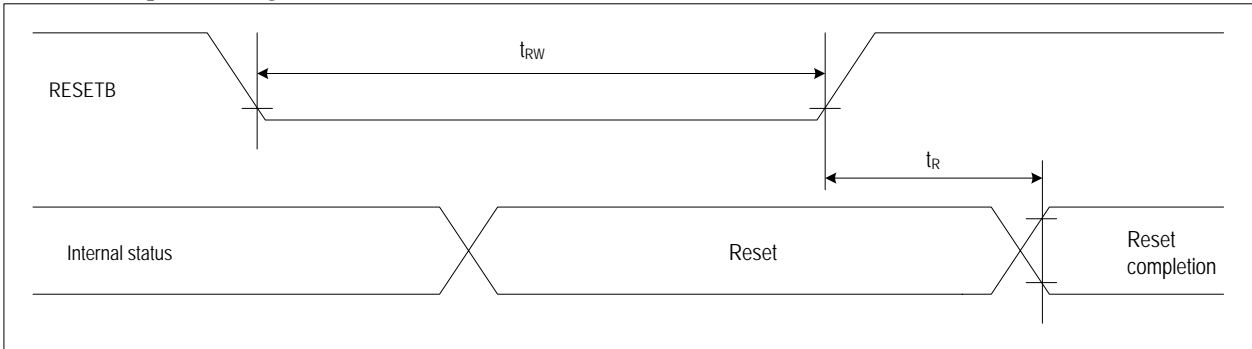 tRW
RESETB
tR
Internal status
Reset
Reset
completion